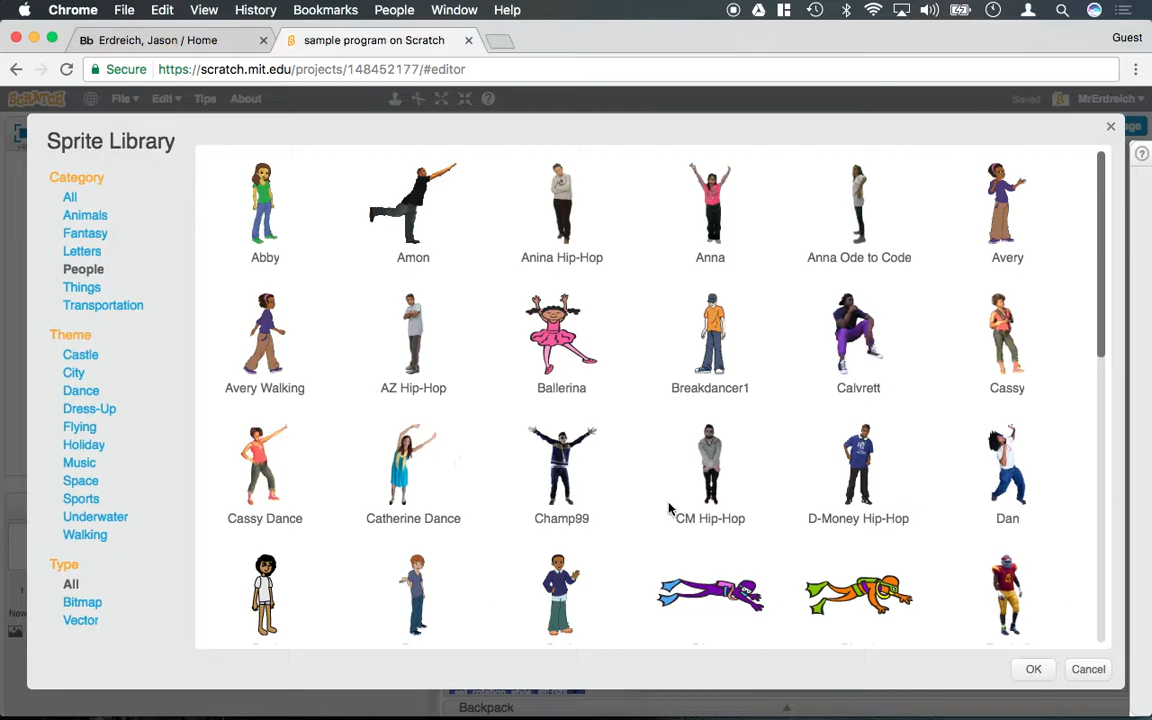 Chrome File Edit View History Bookmarks People Window Help
Bb Erdreich, Jason / Home
sample program on Scratch
Guest
Secure https://scratch.mit.edu/projects/148452177/#editor
SCRATCH File Edit Tips About Saved MrErdreich
Sprite Library
Category
All
Animals
Fantasy
Letters
People
Things
Transportation
Theme
Castle
City
Dance
Dress-Up
Flying
Holiday
Music
Space
Sports
Underwater
Walking
Type
All
Bitmap
Vector
Abby Amon Anina Hip-Hop Anna Anna Ode to Code Avery
Avery Walking AZ Hip-Hop Ballerina Breakdancer1 Calvrett Cassy
Cassy Dance Catherine Dance Champ99 CM Hip-Hop D-Money Hip-Hop Dan
OK Cancel
1
New
Backpack